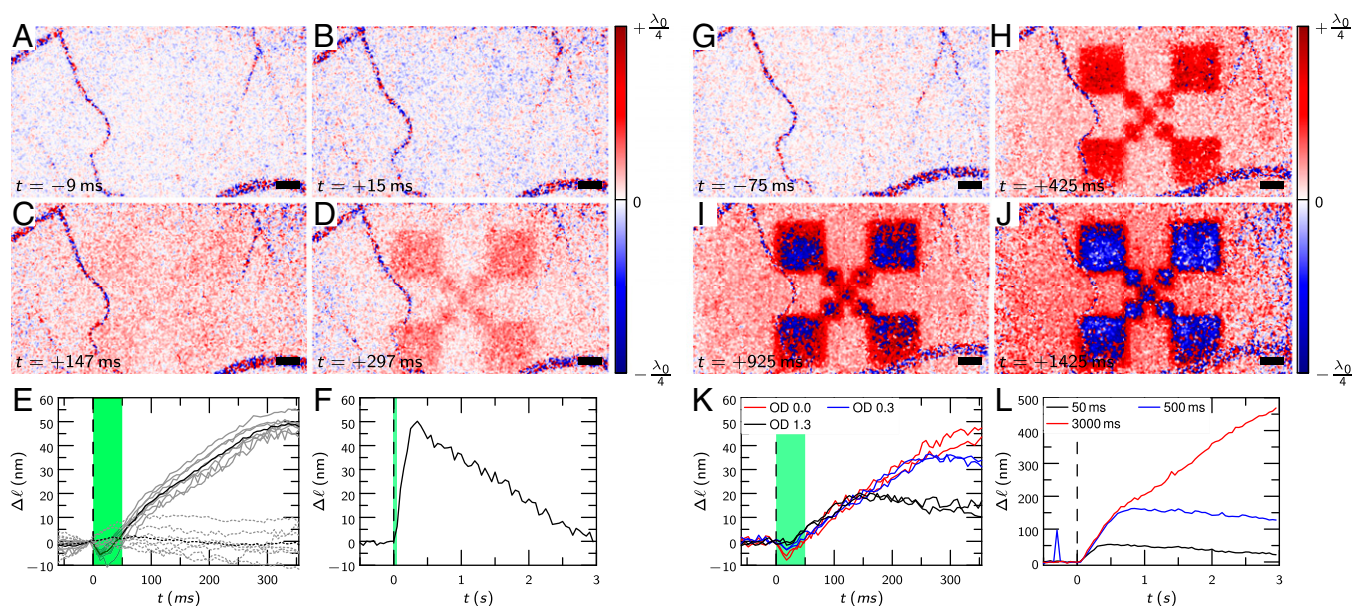 A
B
t = −9 ms
t = +15 ms
C
D
t = +147 ms
t = +297 ms
+ λ0/4
0
− λ0/4
G
H
t = −75 ms
t = +425 ms
I
J
t = +925 ms
t = +1425 ms
+ λ0/4
0
− λ0/4
E
Δℓ (nm)
60
50
40
30
20
10
0
−10
0 100 200 300
t (ms)
F
Δℓ (nm)
60
50
40
30
20
10
0
−10
0 1 2 3
t (s)
K
OD 0.0 OD 0.3
OD 1.3
Δℓ (nm)
60
50
40
30
20
10
0
−10
0 100 200 300
t (ms)
L
50 ms 500 ms
3000 ms
Δℓ (nm)
500
400
300
200
100
0
0 1 2 3
t (s)